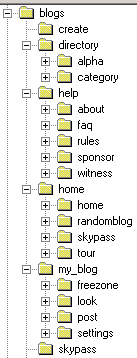 blogs
create
directory
alpha
category
help
about
faq
rules
sponsor
witness
home
home
randomblog
skypass
tour
my_blog
freezone
look
post
settings
skypass